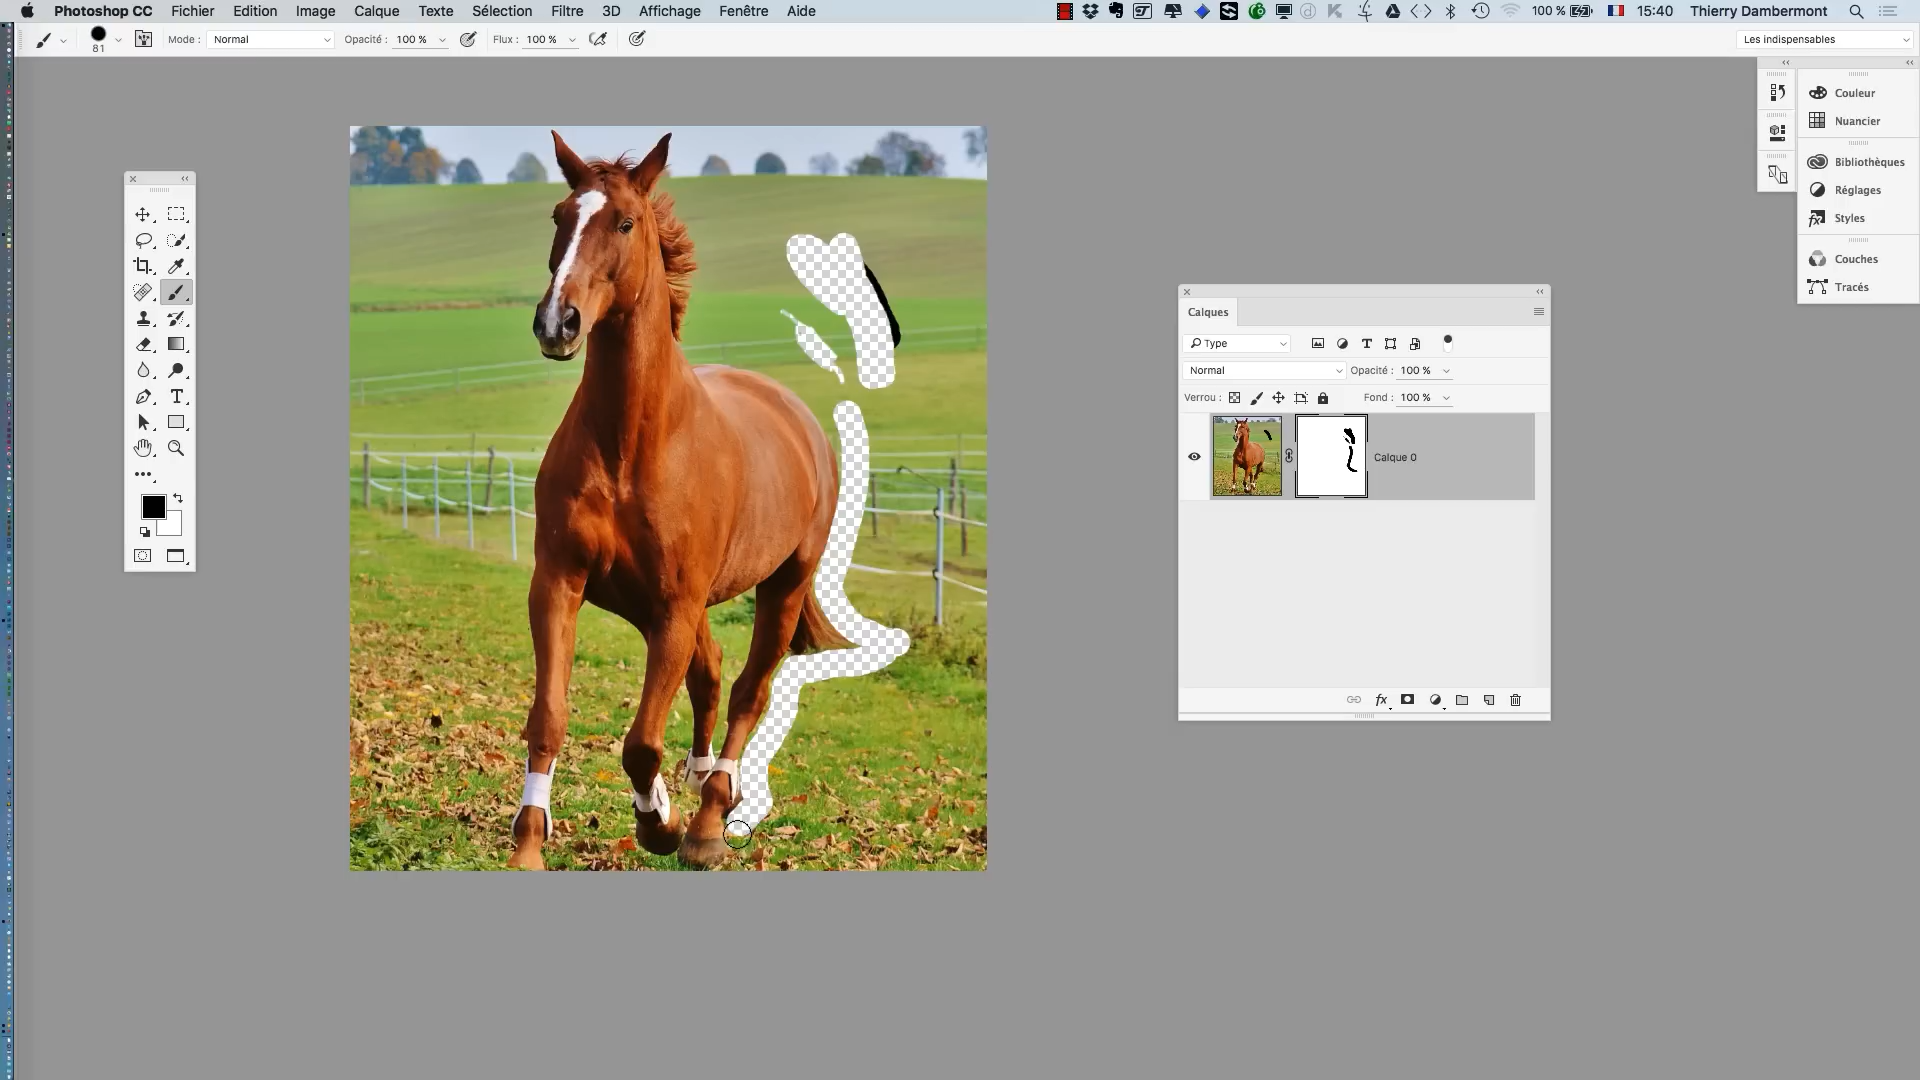 Photoshop CC Fichier Edition Image Calque Texte Sélection Filtre 3D Affichage Fenêtre Aide 100 % 15:40 Thierry Dambermont
81 Mode : Normal Opacité : 100 % Flux : 100 % Les indispensables
Couleur
Nuancier
Bibliothèques
Réglages
Styles
Couches
Tracés
Calques
Type
Normal Opacité : 100 %
Verrou : Fond : 100 %
Calque 0